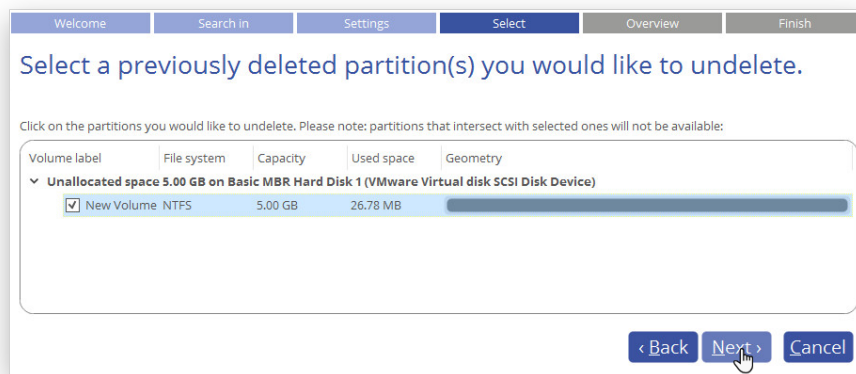 Welcome Search in Settings Select Overview Finish
Select a previously deleted partition(s) you would like to undelete.
Click on the partitions you would like to undelete. Please note: partitions that intersect with selected ones will not be available:
Volume label File system Capacity Used space Geometry
Unallocated space 5.00 GB on Basic MBR Hard Disk 1 (VMware Virtual disk SCSI Disk Device)
New Volume NTFS 5.00 GB 26.78 MB
‹ Back Next › Cancel